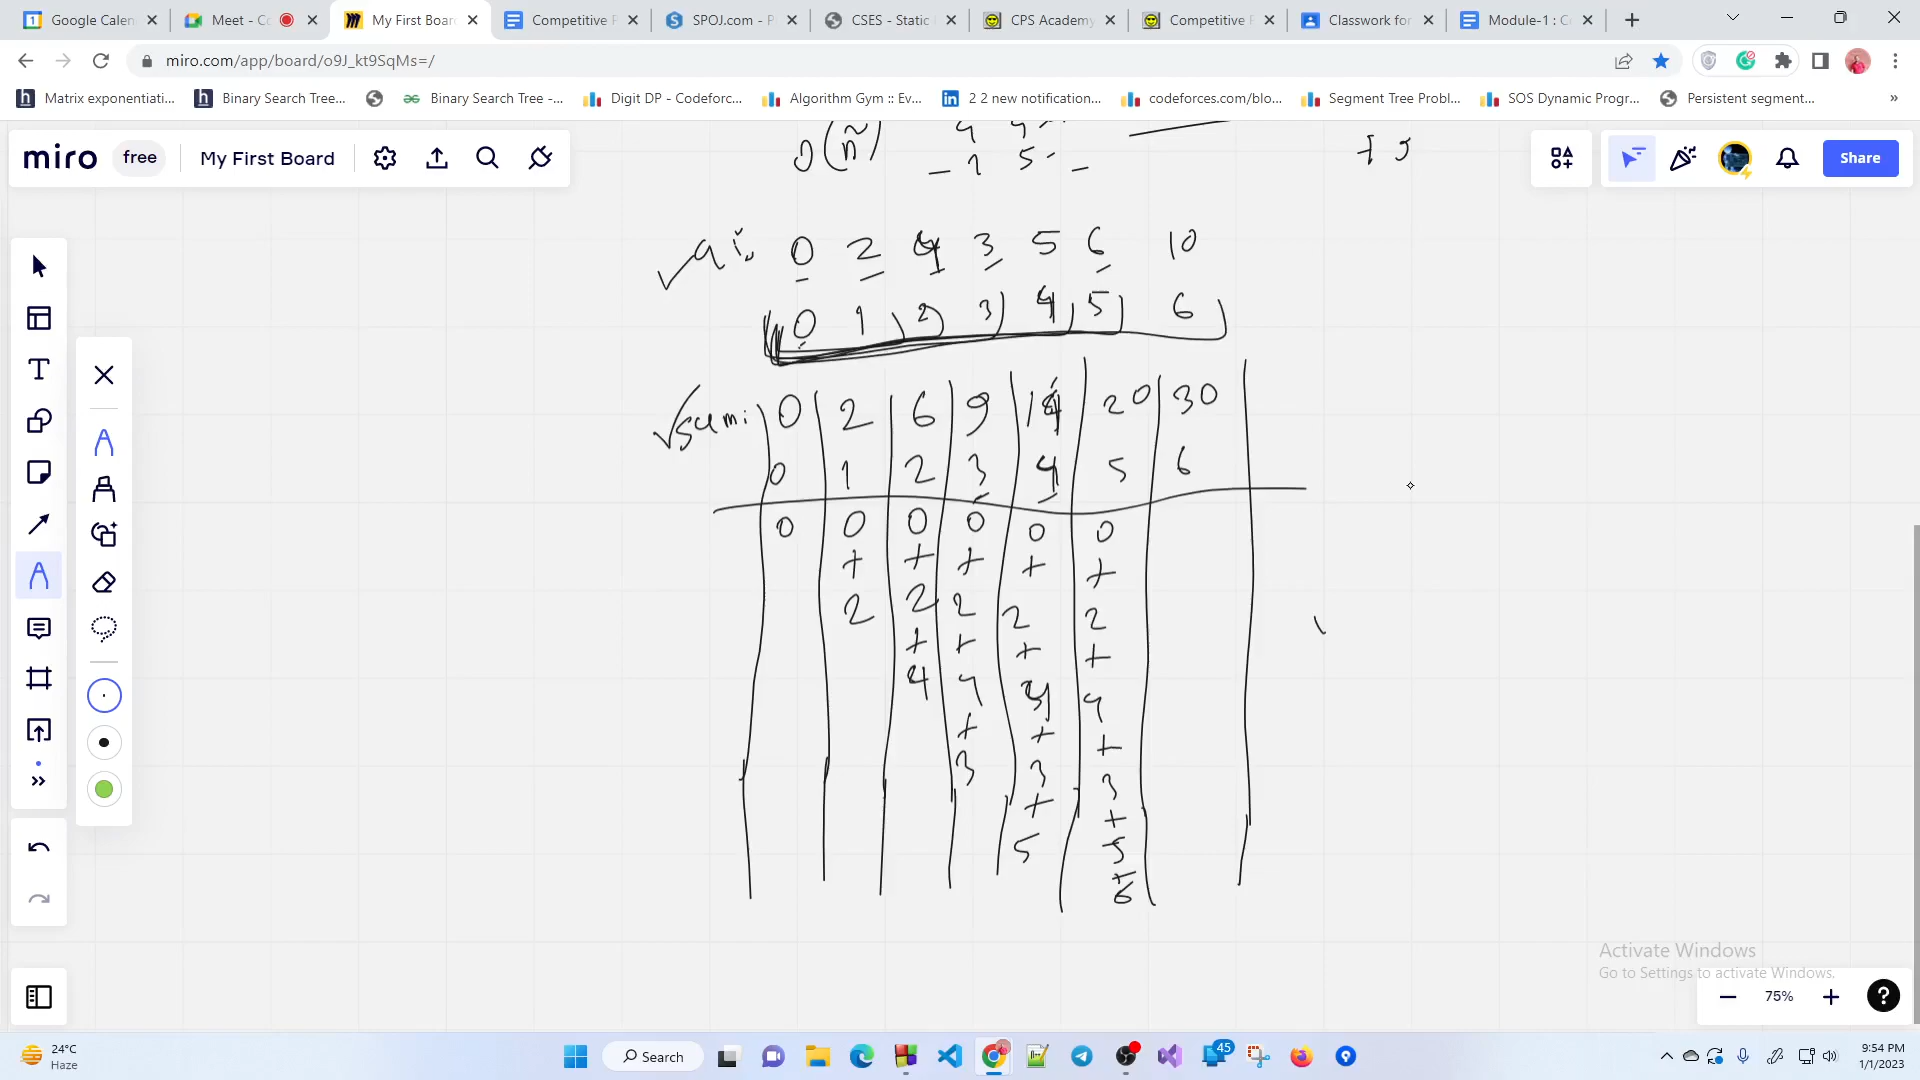 Google Calen
Meet - Co
My First Boar
Competitive P
SPOJ.com - P
CSES - Static
CPS Academy
Competitive P
Classwork for
Module-1 : C
miro.com/app/board/o9J_kt9SqMs=/
Matrix exponentiati...
Binary Search Tree...
Binary Search Tree -...
Digit DP - Codeforc...
Algorithm Gym :: Ev...
2 2 new notification...
codeforces.com/blo...
Segment Tree Probl...
SOS Dynamic Progr...
Persistent segment...
miro free My First Board
Share
ai: 0 2 4 3 5 6 10
0 1 2 3 4 5 6
sum: 0 2 6 9 14 20 30
0 1 2 3 4 5 6
0 0 0 0 0 0
+ + + + +
2 2 2 2 2
+ + + +
4 4 4 4
+ + +
3 3 3
+ +
5 5
+
6
Activate Windows
Go to Settings to activate Windows.
75%
24°C
Haze
Search
45
9:54 PM
1/1/2023